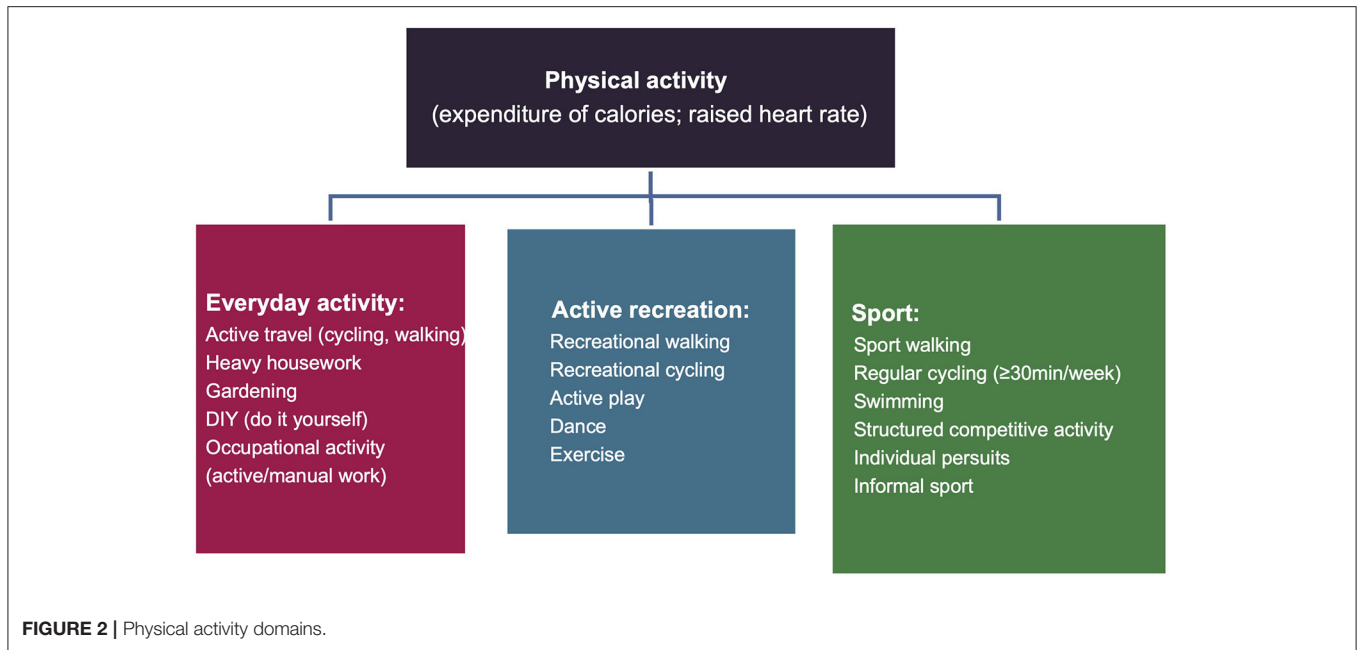 Physical activity
(expenditure of calories; raised heart rate)
Everyday activity:
Active travel (cycling, walking)
Heavy housework
Gardening
DIY (do it yourself)
Occupational activity
(active/manual work)
Active recreation:
Recreational walking
Recreational cycling
Active play
Dance
Exercise
Sport:
Sport walking
Regular cycling (≥30min/week)
Swimming
Structured competitive activity
Individual persuits
Informal sport
FIGURE 2 | Physical activity domains.